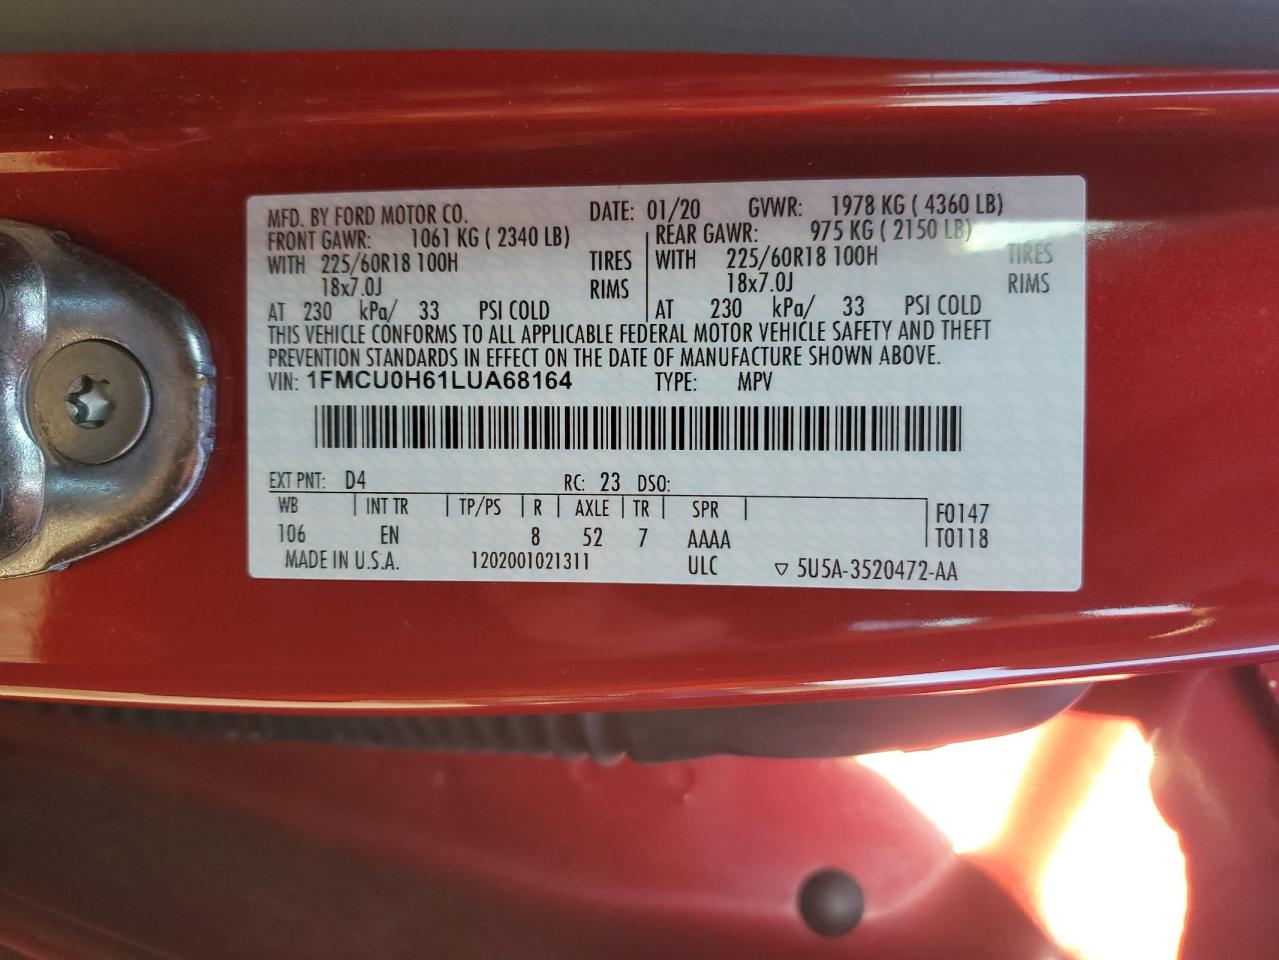 MFD. BY FORD MOTOR CO. DATE: 01/20 GVWR: 1978 KG ( 4360 LB)
FRONT GAWR: 1061 KG ( 2340 LB) REAR GAWR: 975 KG ( 2150 LB)
WITH 225/60R18 100H TIRES WITH 225/60R18 100H TIRES
18x7.0J RIMS 18x7.0J RIMS
AT 230 kPa/ 33 PSI COLD AT 230 kPa/ 33 PSI COLD
THIS VEHICLE CONFORMS TO ALL APPLICABLE FEDERAL MOTOR VEHICLE SAFETY AND THEFT
PREVENTION STANDARDS IN EFFECT ON THE DATE OF MANUFACTURE SHOWN ABOVE.
VIN: 1FMCU0H61LUA68164 TYPE: MPV
EXT PNT: D4 RC: 23 DSO:
WB INT TR TP/PS R AXLE TR SPR F0147
106 EN 8 52 7 AAAA T0118
MADE IN U.S.A. 1202001021311 ULC ▽ 5U5A-3520472-AA